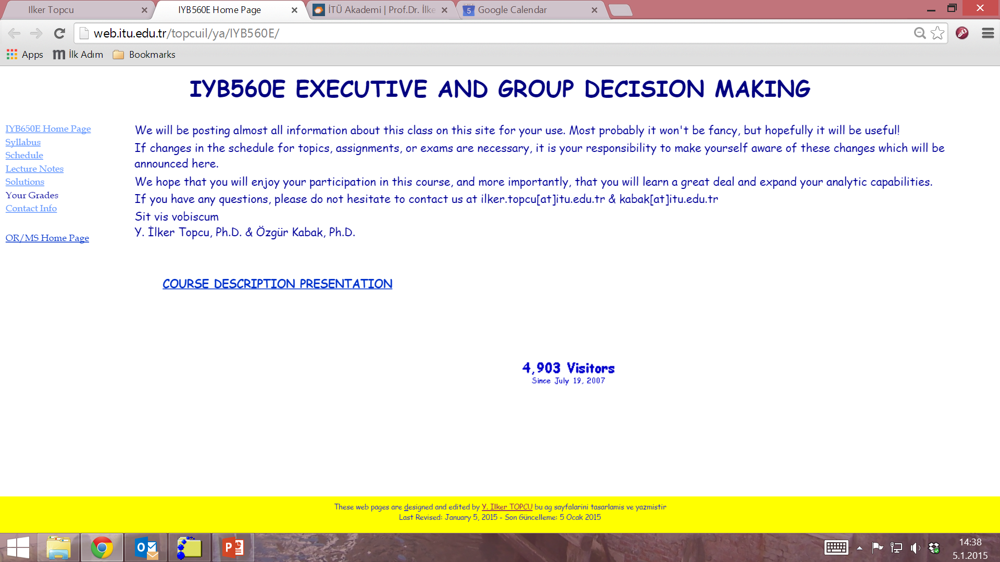 Ilker Topcu
IYB560E Home Page
İTÜ Akademi | Prof.Dr. İlke
5
Google Calendar
web.itu.edu.tr/topcuil/ya/IYB560E/
Apps
m İlk Adım
Bookmarks
IYB560E EXECUTIVE AND GROUP DECISION MAKING
IYB650E Home Page
Syllabus
Schedule
Lecture Notes
Solutions
Your Grades
Contact Info
OR/MS Home Page
We will be posting almost all information about this class on this site for your use. Most probably it won't be fancy, but hopefully it will be useful!
If changes in the schedule for topics, assignments, or exams are necessary, it is your responsibility to make yourself aware of these changes which will be
announced here.
We hope that you will enjoy your participation in this course, and more importantly, that you will learn a great deal and expand your analytic capabilities.
If you have any questions, please do not hesitate to contact us at ilker.topcu[at]itu.edu.tr & kabak[at]itu.edu.tr
Sit vis vobiscum
Y. İlker Topcu, Ph.D. & Özgür Kabak, Ph.D.
COURSE DESCRIPTION PRESENTATION
4,903 Visitors
Since July 19, 2007
These web pages are designed and edited by Y. Ilker TOPCU bu ag sayfalarini tasarlamis ve yazmistir
Last Revised: January 5, 2015 - Son Güncelleme: 5 Ocak 2015
14:38
5.1.2015